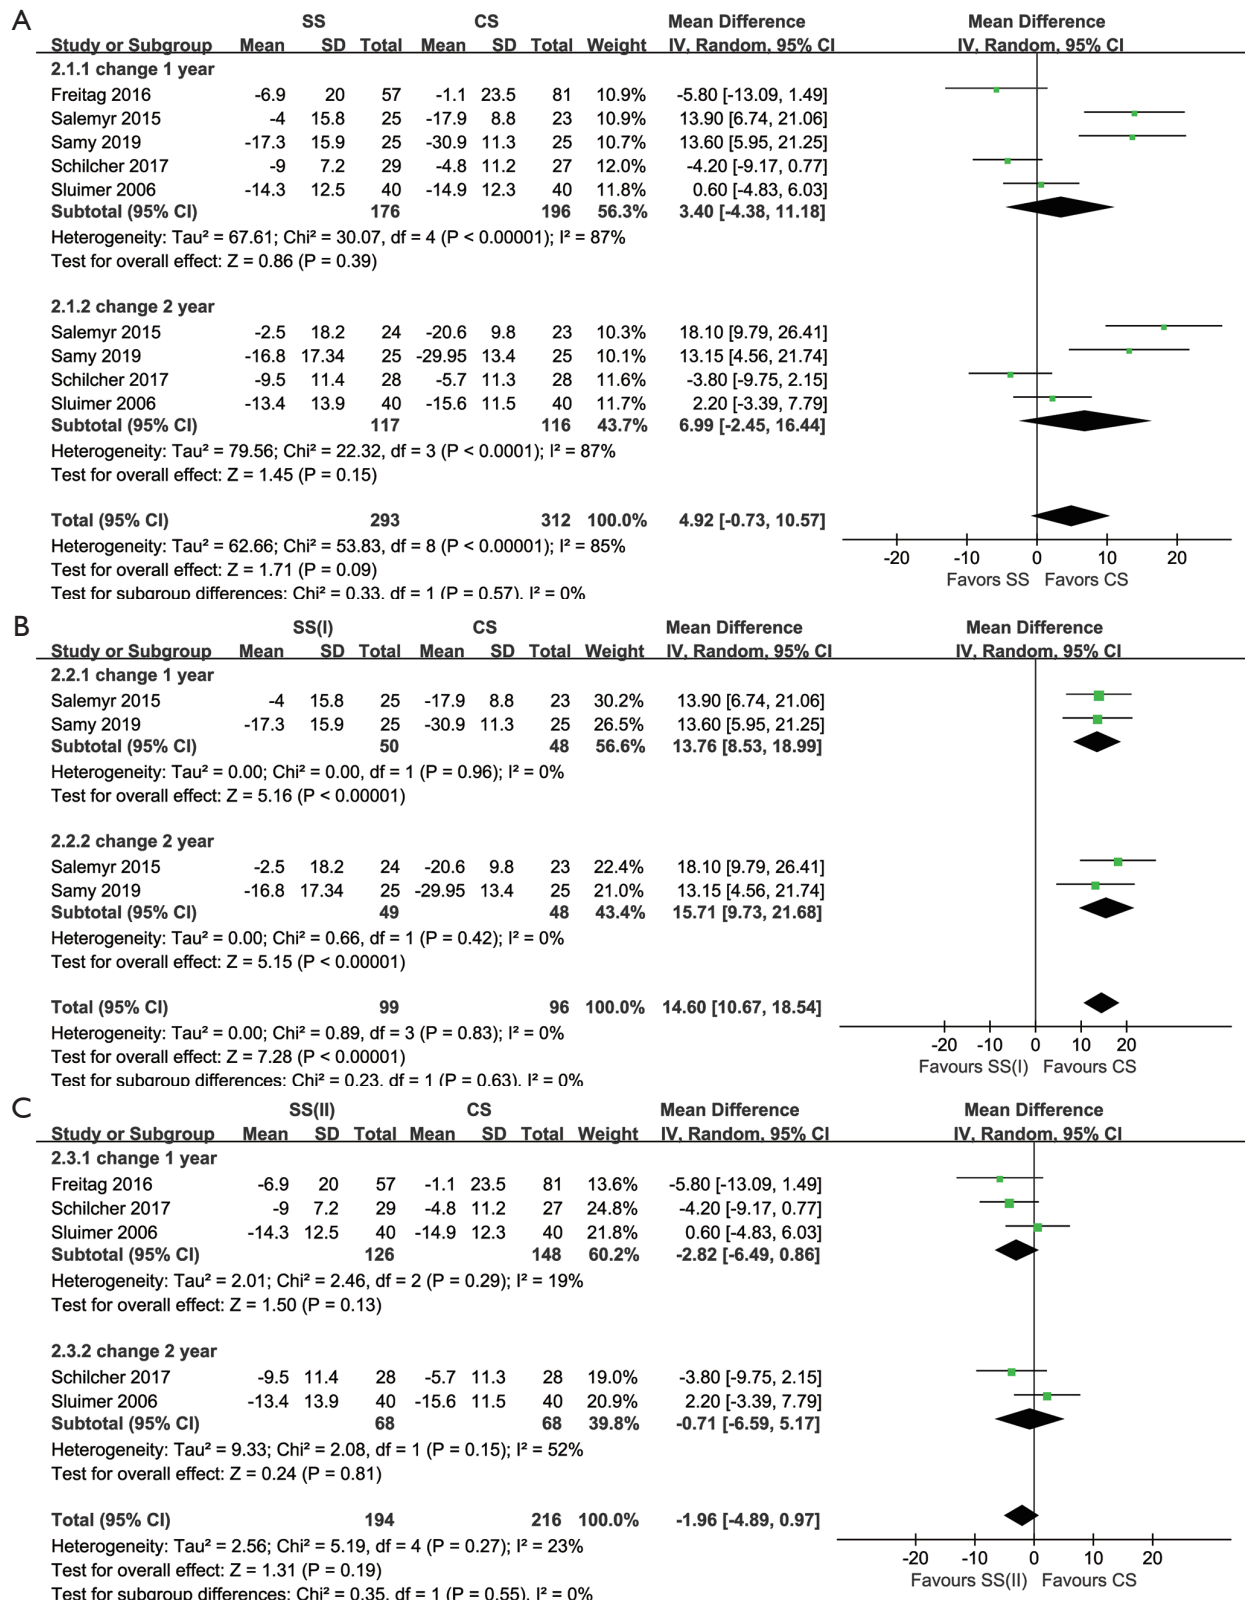 A
SS CS Mean Difference Mean Difference
Study or Subgroup Mean SD Total Mean SD Total Weight IV, Random, 95% CI IV, Random, 95% CI
2.1.1 change 1 year
Freitag 2016 -6.9 20 57 -1.1 23.5 81 10.9% -5.80 [-13.09, 1.49]
Salemyr 2015 -4 15.8 25 -17.9 8.8 23 10.9% 13.90 [6.74, 21.06]
Samy 2019 -17.3 15.9 25 -30.9 11.3 25 10.7% 13.60 [5.95, 21.25]
Schilcher 2017 -9 7.2 29 -4.8 11.2 27 12.0% -4.20 [-9.17, 0.77]
Sluimer 2006 -14.3 12.5 40 -14.9 12.3 40 11.8% 0.60 [-4.83, 6.03]
Subtotal (95% CI) 176 196 56.3% 3.40 [-4.38, 11.18]
Heterogeneity: Tau² = 67.61; Chi² = 30.07, df = 4 (P < 0.00001); I² = 87%
Test for overall effect: Z = 0.86 (P = 0.39)
2.1.2 change 2 year
Salemyr 2015 -2.5 18.2 24 -20.6 9.8 23 10.3% 18.10 [9.79, 26.41]
Samy 2019 -16.8 17.34 25 -29.95 13.4 25 10.1% 13.15 [4.56, 21.74]
Schilcher 2017 -9.5 11.4 28 -5.7 11.3 28 11.6% -3.80 [-9.75, 2.15]
Sluimer 2006 -13.4 13.9 40 -15.6 11.5 40 11.7% 2.20 [-3.39, 7.79]
Subtotal (95% CI) 117 116 43.7% 6.99 [-2.45, 16.44]
Heterogeneity: Tau² = 79.56; Chi² = 22.32, df = 3 (P < 0.0001); I² = 87%
Test for overall effect: Z = 1.45 (P = 0.15)
Total (95% CI) 293 312 100.0% 4.92 [-0.73, 10.57]
Heterogeneity: Tau² = 62.66; Chi² = 53.83, df = 8 (P < 0.00001); I² = 85%
Test for overall effect: Z = 1.71 (P = 0.09)
Test for subgroup differences: Chi² = 0.33, df = 1 (P = 0.57), I² = 0%
-20 -10 0 10 20
Favors SS Favors CS
B
SS(I) CS Mean Difference Mean Difference
Study or Subgroup Mean SD Total Mean SD Total Weight IV, Random, 95% CI IV, Random, 95% CI
2.2.1 change 1 year
Salemyr 2015 -4 15.8 25 -17.9 8.8 23 30.2% 13.90 [6.74, 21.06]
Samy 2019 -17.3 15.9 25 -30.9 11.3 25 26.5% 13.60 [5.95, 21.25]
Subtotal (95% CI) 50 48 56.6% 13.76 [8.53, 18.99]
Heterogeneity: Tau² = 0.00; Chi² = 0.00, df = 1 (P = 0.96); I² = 0%
Test for overall effect: Z = 5.16 (P < 0.00001)
2.2.2 change 2 year
Salemyr 2015 -2.5 18.2 24 -20.6 9.8 23 22.4% 18.10 [9.79, 26.41]
Samy 2019 -16.8 17.34 25 -29.95 13.4 25 21.0% 13.15 [4.56, 21.74]
Subtotal (95% CI) 49 48 43.4% 15.71 [9.73, 21.68]
Heterogeneity: Tau² = 0.00; Chi² = 0.66, df = 1 (P = 0.42); I² = 0%
Test for overall effect: Z = 5.15 (P < 0.00001)
Total (95% CI) 99 96 100.0% 14.60 [10.67, 18.54]
Heterogeneity: Tau² = 0.00; Chi² = 0.89, df = 3 (P = 0.83); I² = 0%
Test for overall effect: Z = 7.28 (P < 0.00001)
Test for subgroup differences: Chi² = 0.23, df = 1 (P = 0.63), I² = 0%
-20 -10 0 10 20
Favours SS(I) Favours CS
C
SS(II) CS Mean Difference Mean Difference
Study or Subgroup Mean SD Total Mean SD Total Weight IV, Random, 95% CI IV, Random, 95% CI
2.3.1 change 1 year
Freitag 2016 -6.9 20 57 -1.1 23.5 81 13.6% -5.80 [-13.09, 1.49]
Schilcher 2017 -9 7.2 29 -4.8 11.2 27 24.8% -4.20 [-9.17, 0.77]
Sluimer 2006 -14.3 12.5 40 -14.9 12.3 40 21.8% 0.60 [-4.83, 6.03]
Subtotal (95% CI) 126 148 60.2% -2.82 [-6.49, 0.86]
Heterogeneity: Tau² = 2.01; Chi² = 2.46, df = 2 (P = 0.29); I² = 19%
Test for overall effect: Z = 1.50 (P = 0.13)
2.3.2 change 2 year
Schilcher 2017 -9.5 11.4 28 -5.7 11.3 28 19.0% -3.80 [-9.75, 2.15]
Sluimer 2006 -13.4 13.9 40 -15.6 11.5 40 20.9% 2.20 [-3.39, 7.79]
Subtotal (95% CI) 68 68 39.8% -0.71 [-6.59, 5.17]
Heterogeneity: Tau² = 9.33; Chi² = 2.08, df = 1 (P = 0.15); I² = 52%
Test for overall effect: Z = 0.24 (P = 0.81)
Total (95% CI) 194 216 100.0% -1.96 [-4.89, 0.97]
Heterogeneity: Tau² = 2.56; Chi² = 5.19, df = 4 (P = 0.27); I² = 23%
Test for overall effect: Z = 1.31 (P = 0.19)
Test for subgroup differences: Chi² = 0.35, df = 1 (P = 0.55), I² = 0%
-20 -10 0 10 20
Favours SS(II) Favours CS